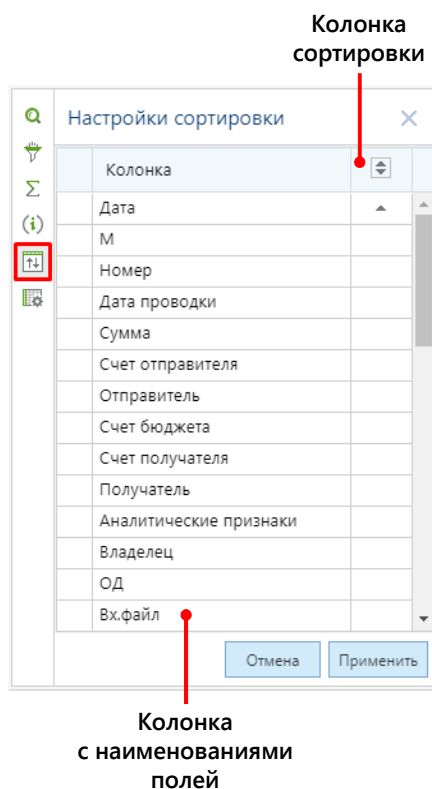 Колонка
сортировки
Настройки сортировки
Колонка
Дата
М
Номер
Дата проводки
Сумма
Счет отправителя
Отправитель
Счет бюджета
Счет получателя
Получатель
Аналитические признаки
Владелец
ОД
Вх.файл
Отмена
Применить
Колонка
с наименованиями
полей